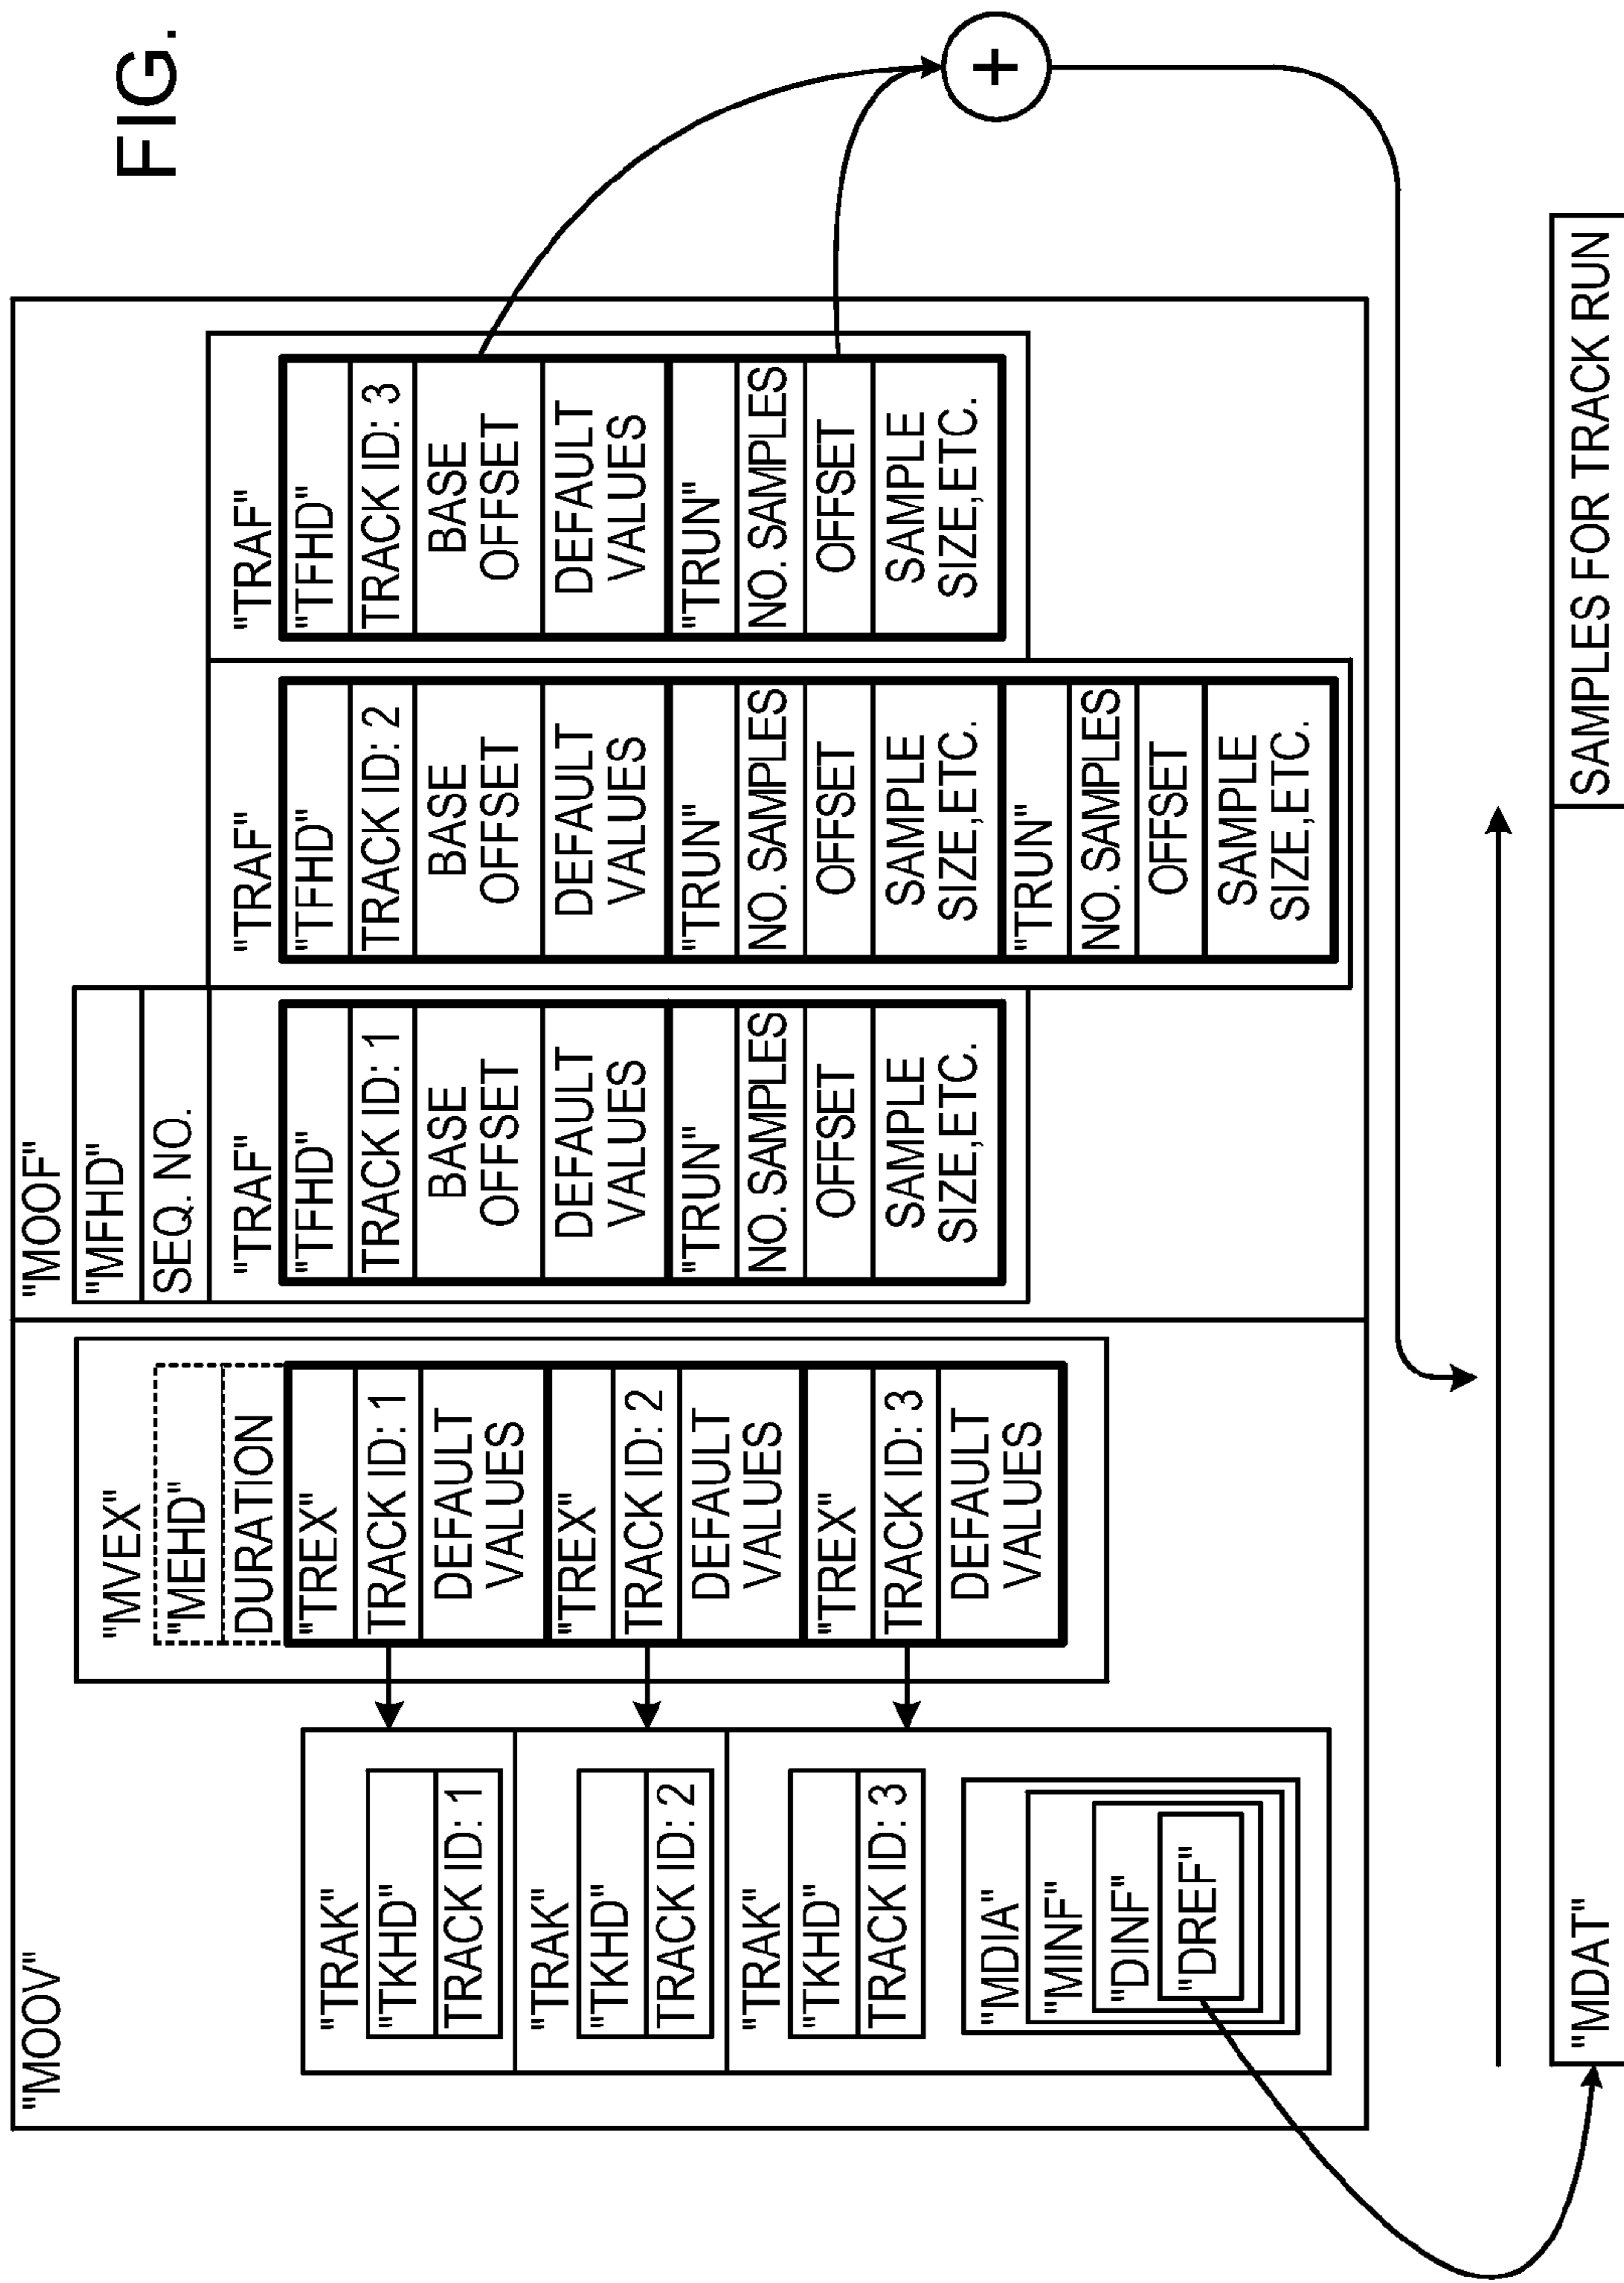 FIG.
"MOOV"
"TRAK"
"TKHD"
TRACK ID: 1
"TRAK"
"TKHD"
TRACK ID: 2
"TRAK"
"TKHD"
TRACK ID: 3
"MDIA"
"MINF"
"DINF"
"DREF"
"MVEX"
"MEHD"
DURATION
"TREX"
TRACK ID: 1
DEFAULT
VALUES
"TREX"
TRACK ID: 2
DEFAULT
VALUES
"TREX"
TRACK ID: 3
DEFAULT
VALUES
"MOOF"
"MFHD"
SEQ. NO.
"TRAF"
"TFHD"
TRACK ID: 1
BASE
OFFSET
DEFAULT
VALUES
"TRUN"
NO. SAMPLES
OFFSET
SAMPLE
SIZE,ETC.
"TRAF"
"TFHD"
TRACK ID: 2
BASE
OFFSET
DEFAULT
VALUES
"TRUN"
NO. SAMPLES
OFFSET
SAMPLE
SIZE,ETC.
"TRUN"
NO. SAMPLES
OFFSET
SAMPLE
SIZE,ETC.
"TRAF"
"TFHD"
TRACK ID: 3
BASE
OFFSET
DEFAULT
VALUES
"TRUN"
NO. SAMPLES
OFFSET
SAMPLE
SIZE,ETC.
+
"MDAT"
SAMPLES FOR TRACK RUN